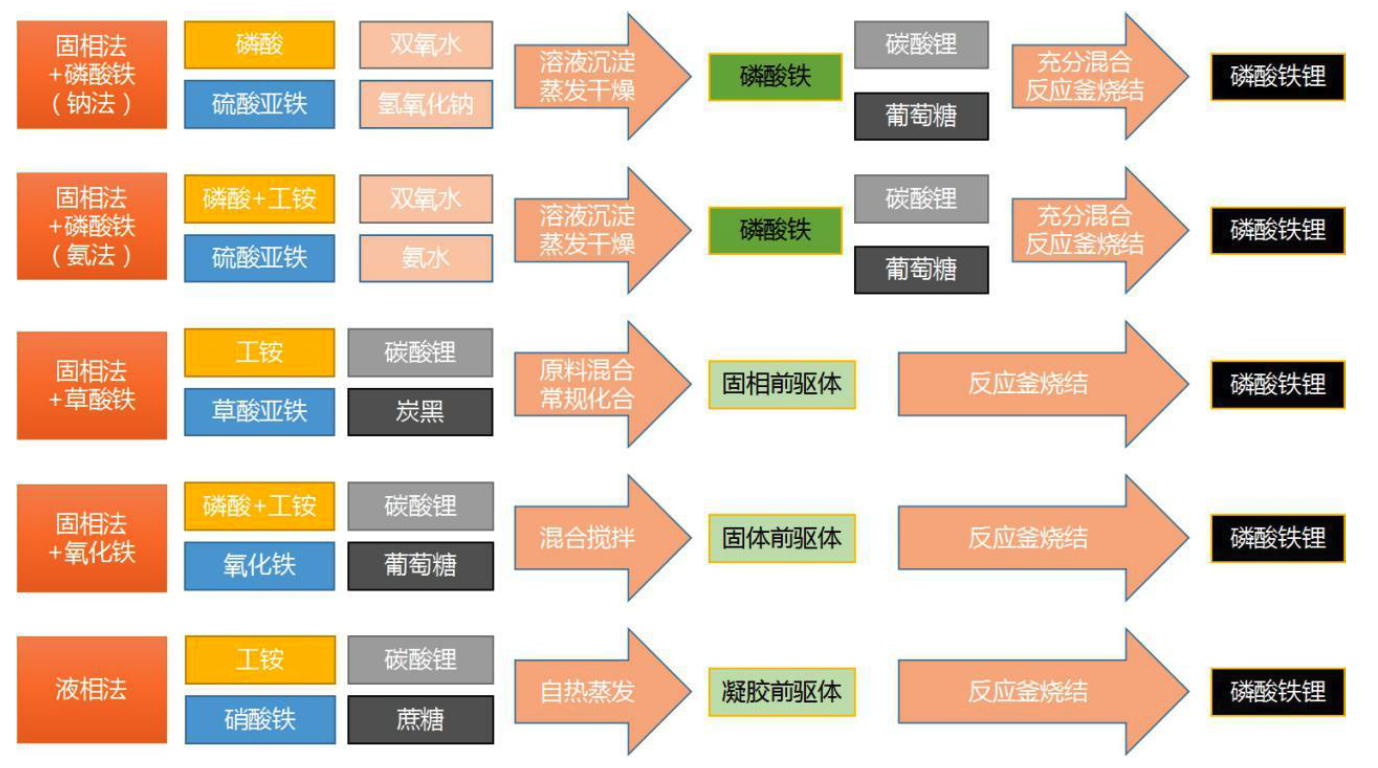 固相法
+磷酸铁
（钠法）
磷酸
双氧水
硫酸亚铁
氢氧化钠
溶液沉淀
蒸发干燥
磷酸铁
碳酸锂
葡萄糖
充分混合
反应釜烧结
磷酸铁锂
固相法
+磷酸铁
（氨法）
磷酸+工铵
双氧水
硫酸亚铁
氨水
溶液沉淀
蒸发干燥
磷酸铁
碳酸锂
葡萄糖
充分混合
反应釜烧结
磷酸铁锂
固相法
+草酸铁
工铵
碳酸锂
草酸亚铁
炭黑
原料混合
常规化合
固相前驱体
反应釜烧结
磷酸铁锂
固相法
+氧化铁
磷酸+工铵
碳酸锂
氧化铁
葡萄糖
混合搅拌
固体前驱体
反应釜烧结
磷酸铁锂
液相法
工铵
碳酸锂
硝酸铁
蔗糖
自热蒸发
凝胶前驱体
反应釜烧结
磷酸铁锂